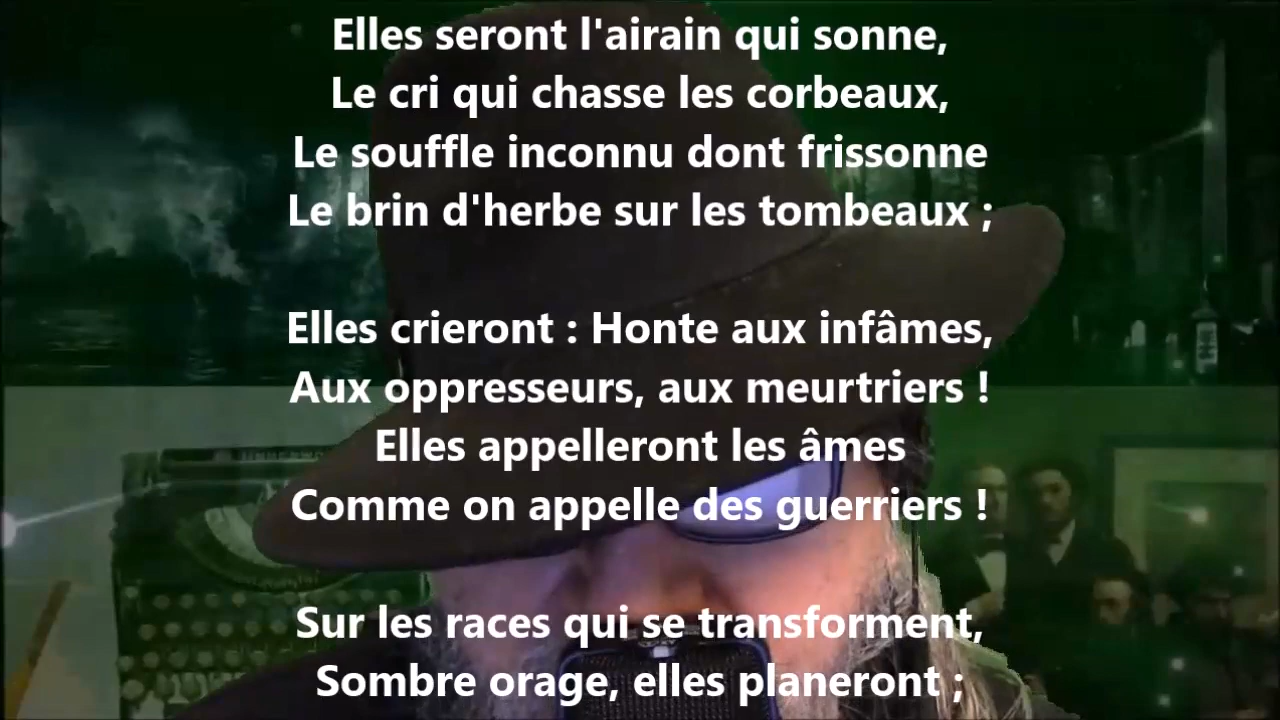 Elles seront l'airain qui sonne,
Le cri qui chasse les corbeaux,
Le souffle inconnu dont frissonne
Le brin d'herbe sur les tombeaux ;
Elles crieront : Honte aux infâmes,
Aux oppresseurs, aux meurtriers !
Elles appelleront les âmes
Comme on appelle des guerriers !
Sur les races qui se transforment,
Sombre orage, elles planeront ;
UNDERWOOD